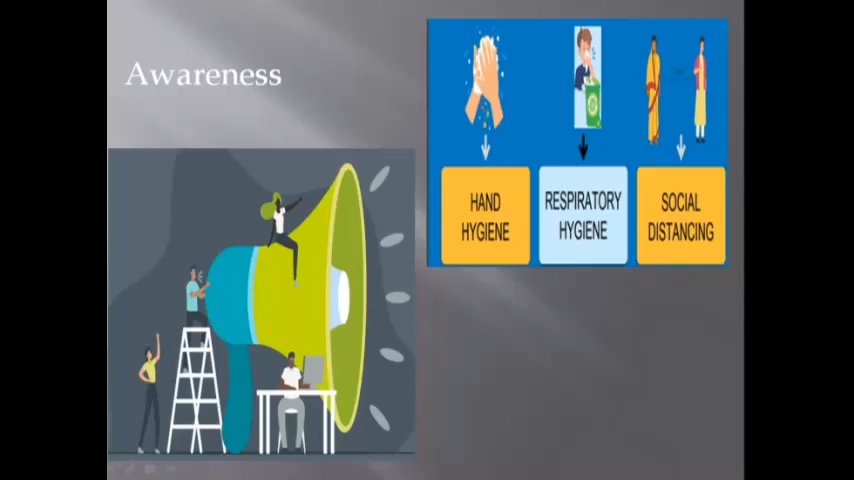 Awareness
HAND
HYGIENE
RESPIRATORY
HYGIENE
SOCIAL
DISTANCING